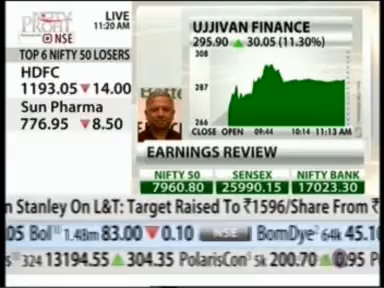 NDTV
PROFIT
NSE
LIVE
11:20 AM
TOP 6 NIFTY 50 LOSERS
HDFC
1193.05 ▼ 14.00
Sun Pharma
776.95 ▼ 8.50
UJJIVAN FINANCE
295.90 ▲ 30.05 (11.30%)
308
287
266
CLOSE OPEN 09:44 10:14 11:13 AM
EARNINGS REVIEW
NIFTY 50 SENSEX NIFTY BANK
7960.80 25990.15 17023.30
n Stanley On L&T: Target Raised To ₹1596/Share From ₹
05 BoI 1.48m 83.00 ▼ 0.10 NSE BomDye 64k 45.10
324 13194.55 ▲ 304.35 PolarisCon 5k 200.70 ▲ 0.95 P